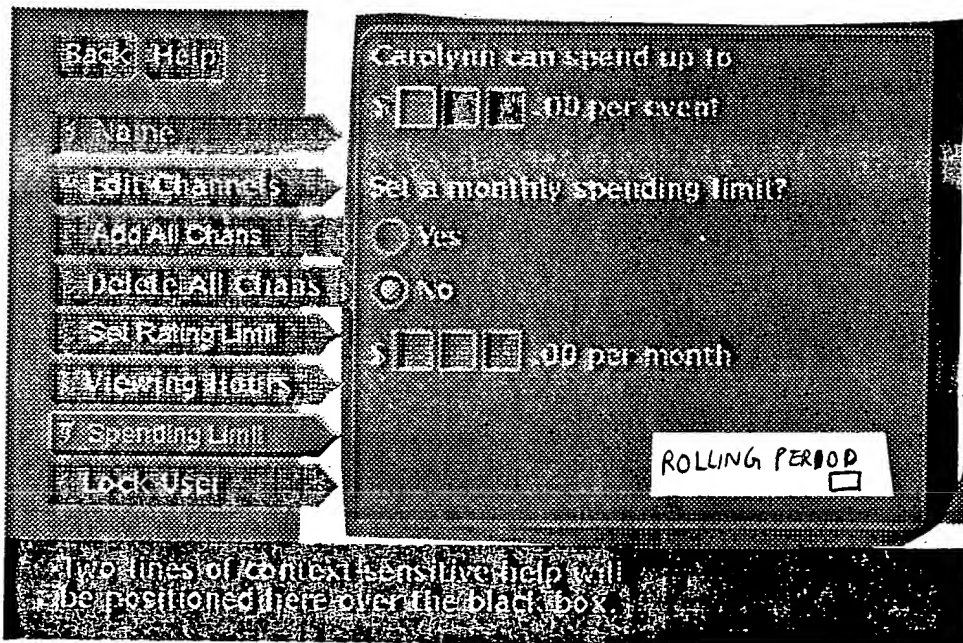 Back Help
Name
Edit Channels
Add All Chans
Delete All Chans
Set Rating Limit
Viewing Hours
7 Spending Limit
Lock User
Carolynn can spend up to
$ .00 per event
Set a monthly spending limit?
Yes
No
$ .00 per month
ROLLING PERIOD
Two lines of context sensitive help will
be positioned here over the black box.